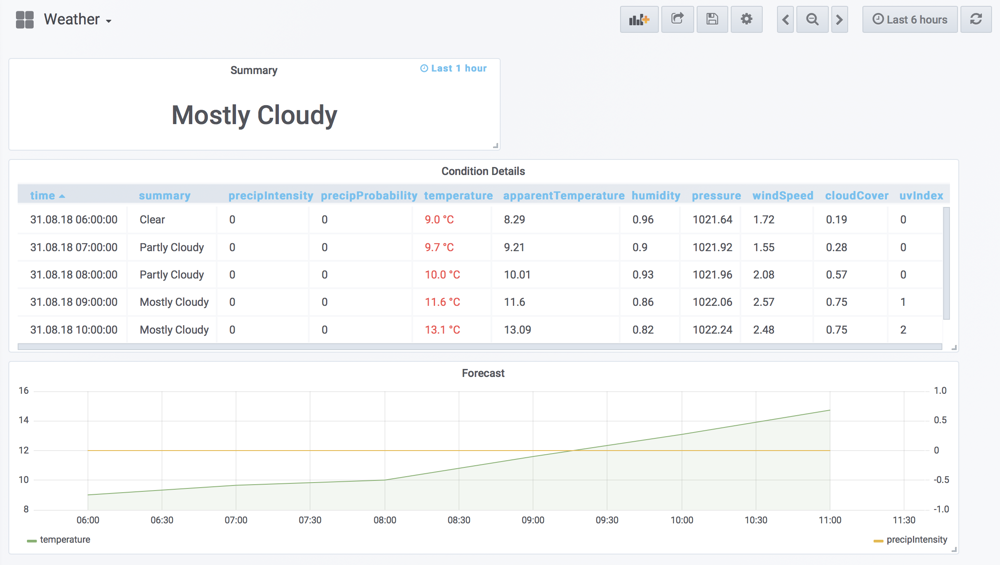 Weather
Last 6 hours
Summary
Last 1 hour
Mostly Cloudy
Condition Details
time summary precipIntensity precipProbability temperature apparentTemperature humidity pressure windSpeed cloudCover uvIndex
31.08.18 06:00:00 Clear 0 0 9.0 °C 8.29 0.96 1021.64 1.72 0.19 0
31.08.18 07:00:00 Partly Cloudy 0 0 9.7 °C 9.21 0.9 1021.92 1.55 0.28 0
31.08.18 08:00:00 Partly Cloudy 0 0 10.0 °C 10.01 0.93 1021.96 2.08 0.57 0
31.08.18 09:00:00 Mostly Cloudy 0 0 11.6 °C 11.6 0.86 1022.06 2.57 0.75 1
31.08.18 10:00:00 Mostly Cloudy 0 0 13.1 °C 13.09 0.82 1022.24 2.48 0.75 2
Forecast
16 1.0
14 0.5
12 0
10 -0.5
8 -1.0
06:00 06:30 07:00 07:30 08:00 08:30 09:00 09:30 10:00 10:30 11:00 11:30
temperature precipIntensity